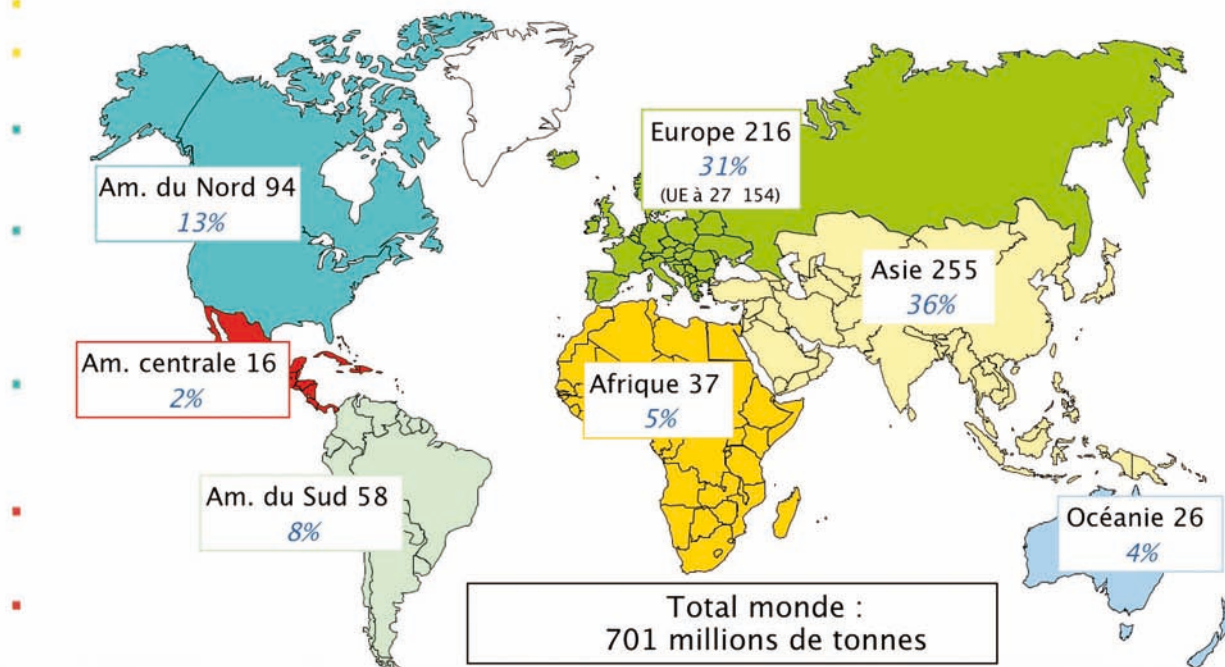 Europe 216
31%
(UE à 27 154)
Am. du Nord 94
13%
Asie 255
36%
Am. centrale 16
2%
Afrique 37
5%
Am. du Sud 58
8%
Océanie 26
4%
Total monde :
701 millions de tonnes